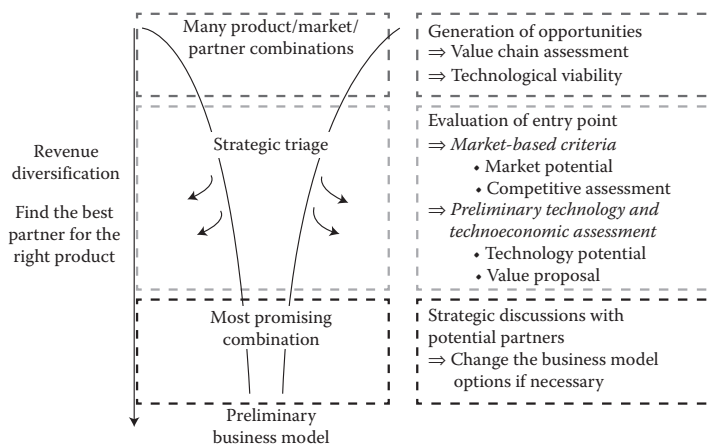 Many product/market/
partner combinations
Generation of opportunities
⇒ Value chain assessment
⇒ Technological viability
Revenue
diversification
Find the best
partner for the
right product
Strategic triage
Evaluation of entry point
⇒ Market-based criteria
• Market potential
• Competitive assessment
⇒ Preliminary technology and
technoeconomic assessment
• Technology potential
• Value proposal
Most promising
combination
Strategic discussions with
potential partners
⇒ Change the business model
options if necessary
Preliminary
business model